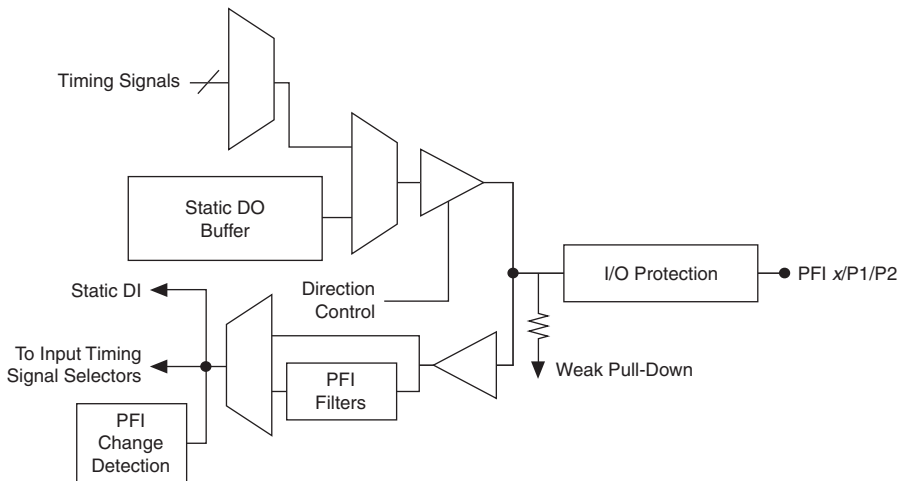 Timing Signals
Static DO
Buffer
I/O Protection
PFI x/P1/P2
Static DI
Direction
Control
To Input Timing
Signal Selectors
PFI
Filters
Weak Pull-Down
PFI
Change
Detection